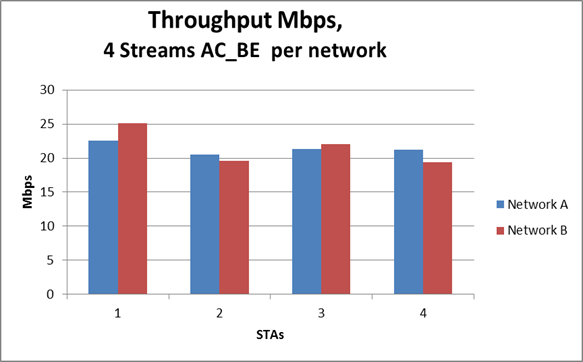 Throughput Mbps,
4 Streams AC_BE per network
30
25
20
15
10
5
0
Mbps
1 2 3 4
STAs
Network A
Network B